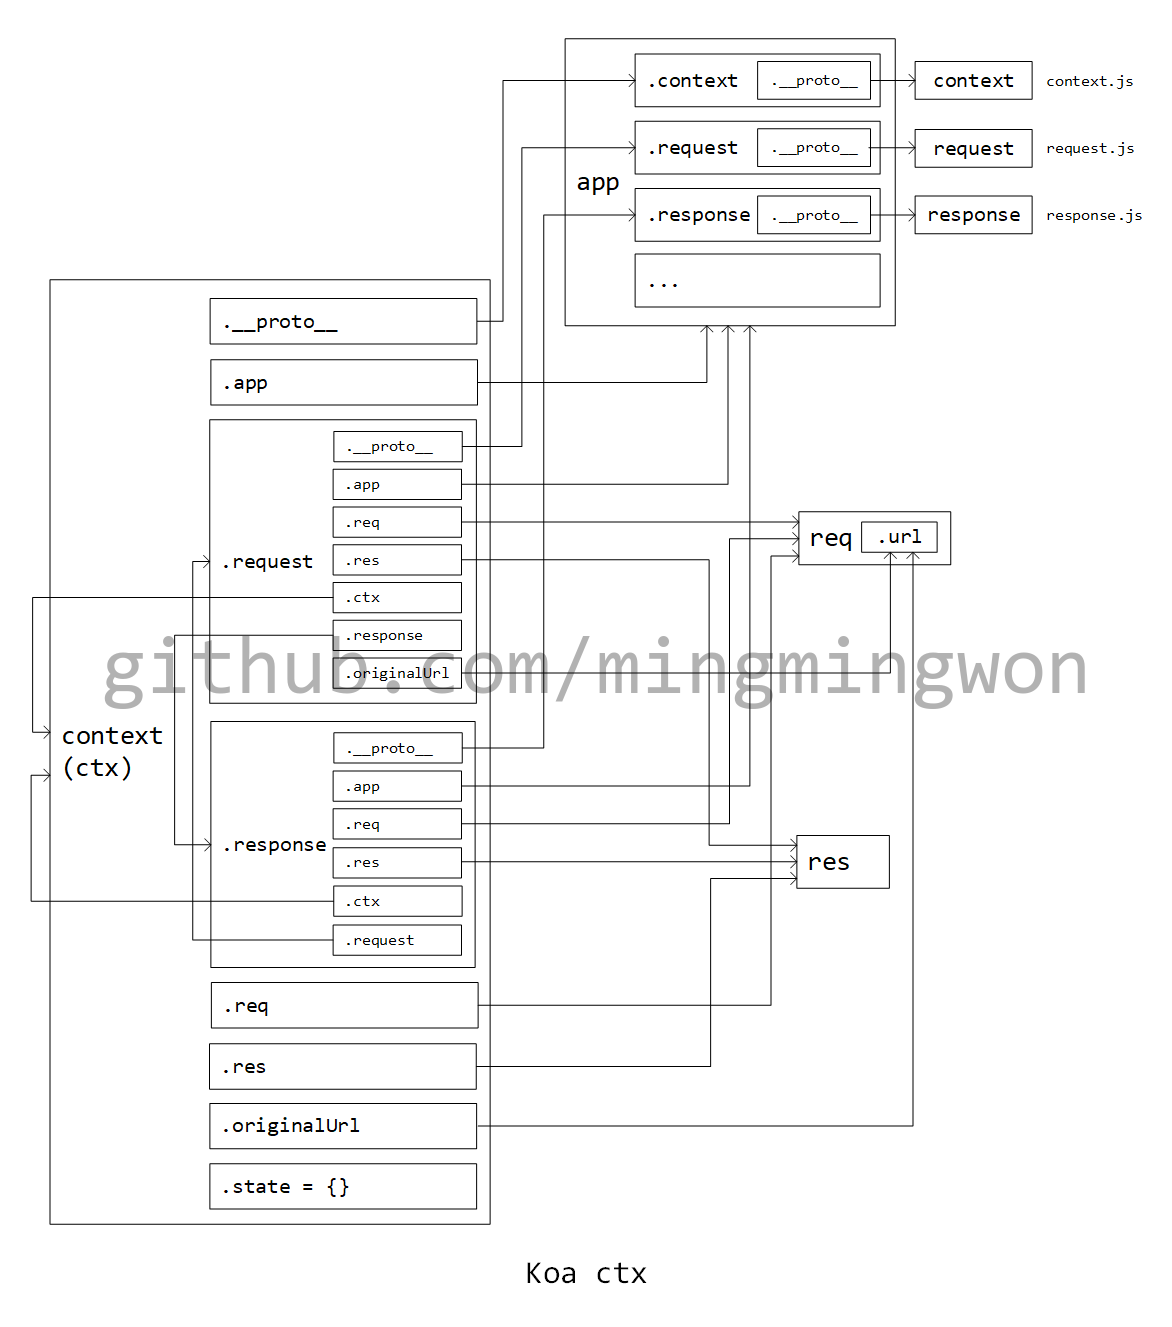 .context
.__proto__
context
context.js
.request
.__proto__
request
request.js
app
.response
.__proto__
response
response.js
...
.__proto__
.app
.request
.__proto__
.app
.req
.res
.ctx
.response
.originalUrl
req
.url
github.com/mingmingwon
context
(ctx)
.response
.__proto__
.app
.req
.res
.ctx
.request
res
.req
.res
.originalUrl
.state = {}
Koa ctx